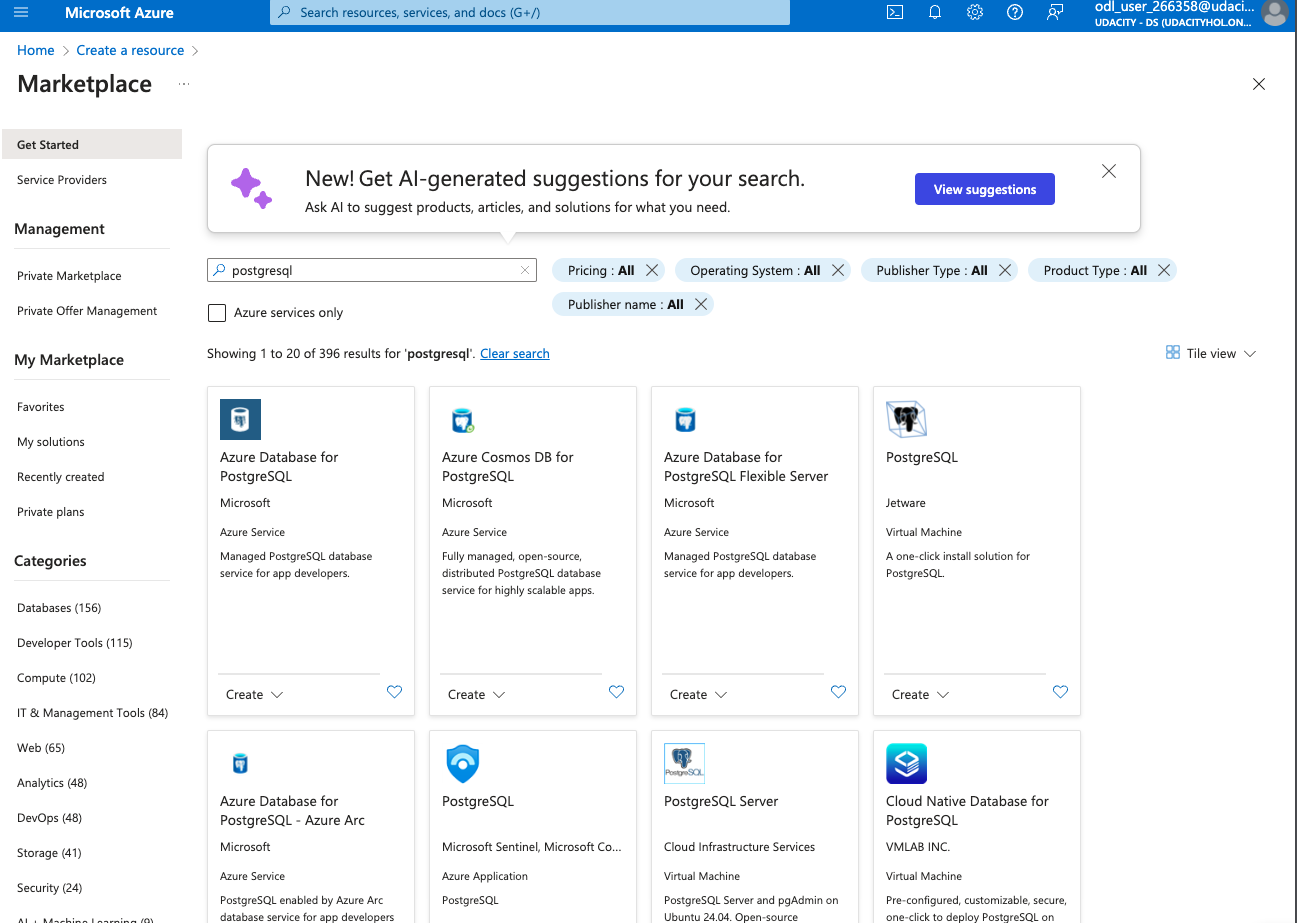 Microsoft Azure
Search resources, services, and docs (G+/)
odl_user_266358@udaci...
UDACITY - DS (UDACITYHOL.ON...
Home > Create a resource >
Marketplace ...
Get Started
Service Providers
Management
Private Marketplace
Private Offer Management
My Marketplace
Favorites
My solutions
Recently created
Private plans
Categories
Databases (156)
Developer Tools (115)
Compute (102)
IT & Management Tools (84)
Web (65)
Analytics (48)
DevOps (48)
Storage (41)
Security (24)
AI + Machine Learning (9)
New! Get AI-generated suggestions for your search.
Ask AI to suggest products, articles, and solutions for what you need.
View suggestions
postgresql
Pricing : All
Operating System : All
Publisher Type : All
Product Type : All
Publisher name : All
Azure services only
Showing 1 to 20 of 396 results for 'postgresql'. Clear search
Tile view
Azure Database for
PostgreSQL
Microsoft
Azure Service
Managed PostgreSQL database
service for app developers.
Create
Azure Cosmos DB for
PostgreSQL
Microsoft
Azure Service
Fully managed, open-source,
distributed PostgreSQL database
service for highly scalable apps.
Create
Azure Database for
PostgreSQL Flexible Server
Microsoft
Azure Service
Managed PostgreSQL database
service for app developers.
Create
PostgreSQL
Jetware
Virtual Machine
A one-click install solution for
PostgreSQL.
Create
Azure Database for
PostgreSQL - Azure Arc
Microsoft
Azure Service
PostgreSQL enabled by Azure Arc
database service for app developers
PostgreSQL
Microsoft Sentinel, Microsoft Co...
Azure Application
PostgreSQL
PostgreSQL
PostgreSQL Server
Cloud Infrastructure Services
Virtual Machine
PostgreSQL Server and pgAdmin on
Ubuntu 24.04. Open-source
Cloud Native Database for
PostgreSQL
VMLAB INC.
Virtual Machine
Pre-configured, customizable, secure,
one-click to deploy PostgreSQL on